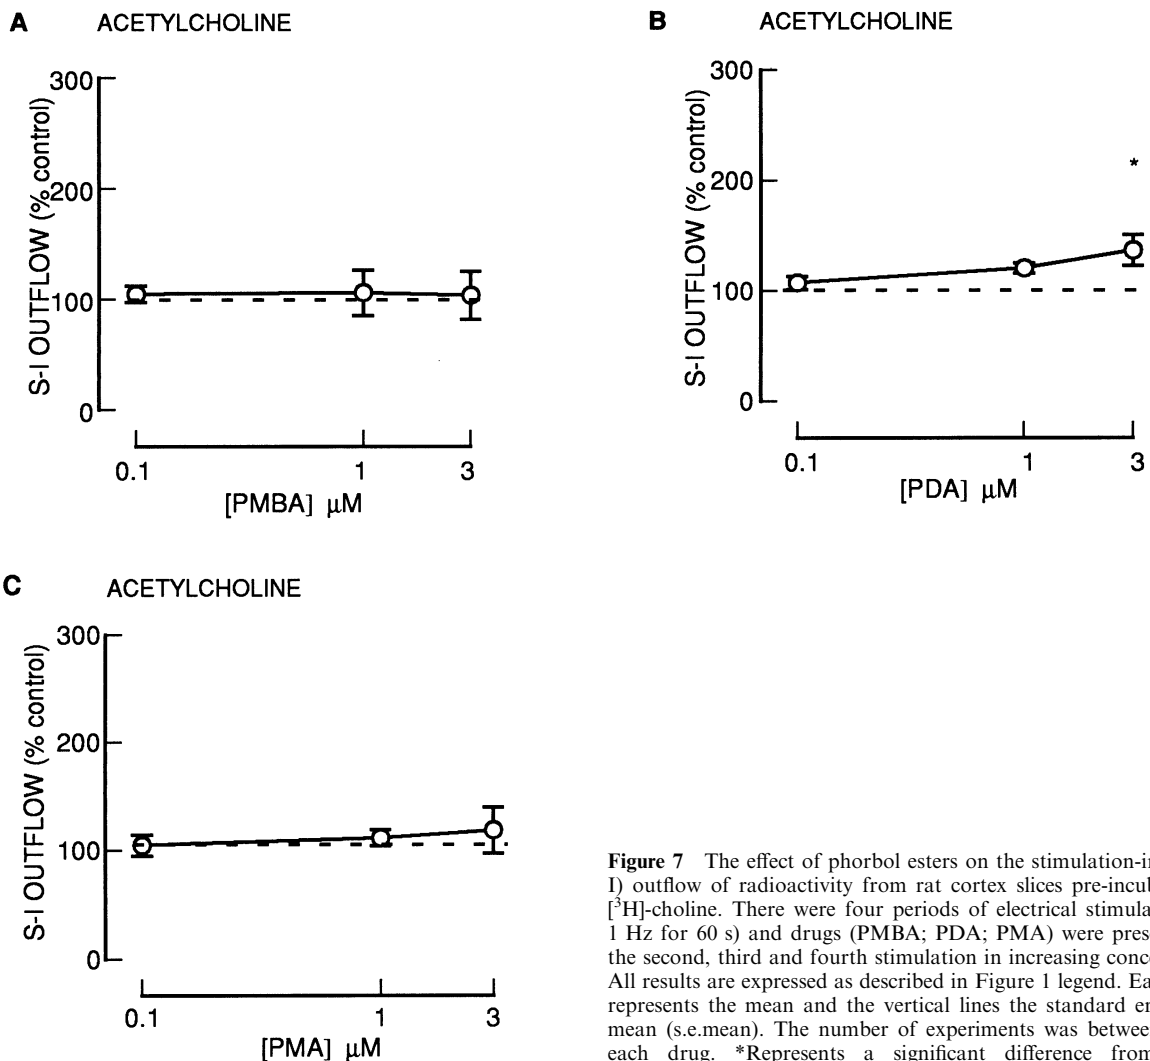 A ACETYLCHOLINE
300
200
100
0
S-I OUTFLOW (% control)
0.1 1 3
[PMBA] μM
B ACETYLCHOLINE
300
*
200
100
0
S-I OUTFLOW (% control)
0.1 1 3
[PDA] μM
C ACETYLCHOLINE
300
200
100
0
S-I OUTFLOW (% control)
0.1 1 3
[PMA] μM
Figure 7 The effect of phorbol esters on the stimulation-in
I) outflow of radioactivity from rat cortex slices pre-incub
[³H]-choline. There were four periods of electrical stimula
1 Hz for 60 s) and drugs (PMBA; PDA; PMA) were prese
the second, third and fourth stimulation in increasing conce
All results are expressed as described in Figure 1 legend. Ea
represents the mean and the vertical lines the standard er
mean (s.e.mean). The number of experiments was between
each drug. *Represents a significant difference from